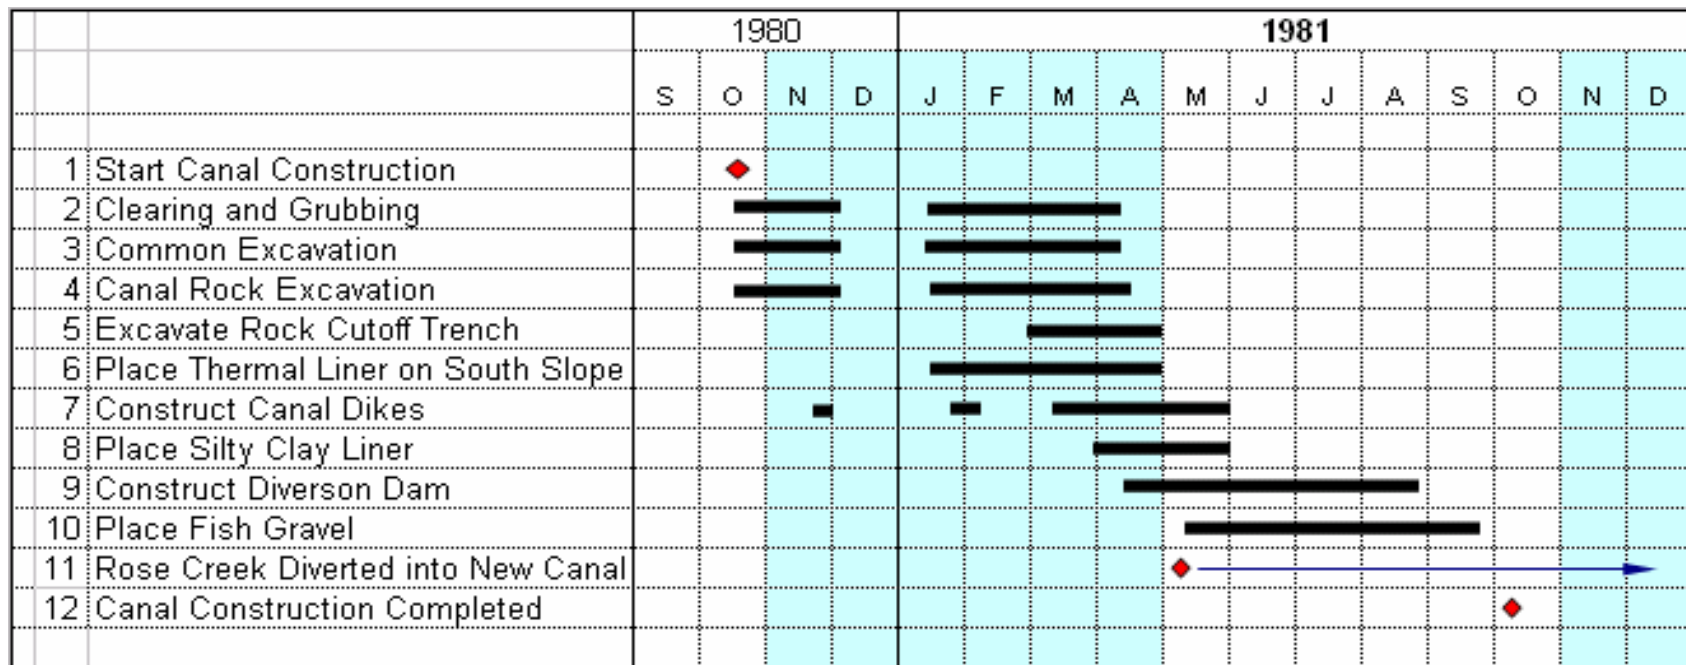 1980 1981
S O N D J F M A M J J A S O N D
1 Start Canal Construction
2 Clearing and Grubbing
3 Common Excavation
4 Canal Rock Excavation
5 Excavate Rock Cutoff Trench
6 Place Thermal Liner on South Slope
7 Construct Canal Dikes
8 Place Silty Clay Liner
9 Construct Diverson Dam
10 Place Fish Gravel
11 Rose Creek Diverted into New Canal
12 Canal Construction Completed